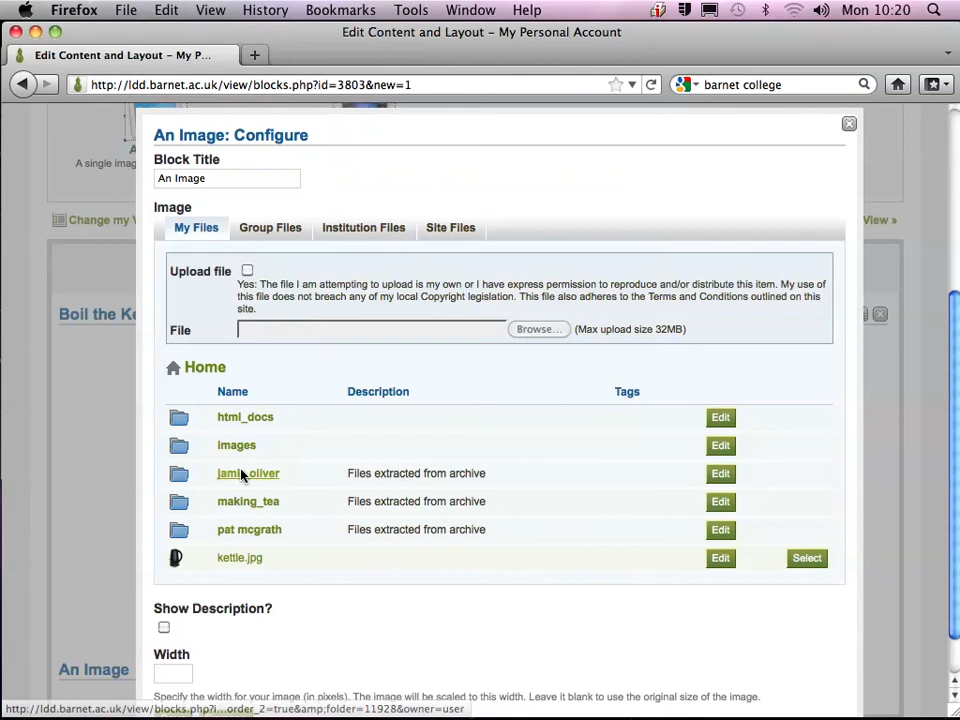 Firefox File Edit View History Bookmarks Tools Window Help Mon 10:20
Edit Content and Layout – My Personal Account
Edit Content and Layout – My P...
http://ldd.barnet.ac.uk/view/blocks.php?id=3803&new=1
barnet college
An Image: Configure
Block Title
A single imag
An Image
Image
Change my V
View »
My Files Group Files Institution Files Site Files
Upload file
Yes: The file I am attempting to upload is my own or I have express permission to reproduce and/or distribute this item. My use of
this file does not breach any of my local Copyright legislation. This file also adheres to the Terms and Conditions outlined on this
site.
Boil the Ke
File Browse... (Max upload size 32MB)
Home
Name Description Tags
html_docs Edit
images Edit
oliver Files extracted from archive Edit
making_tea Files extracted from archive Edit
pat mcgrath Files extracted from archive Edit
kettle.jpg Edit Select
Show Description?
Width
An Image
Specify the width for your image (in pixels). The image will be scaled to this width. Leave it blank to use the original size of the image.
http://ldd.barnet.ac.uk/view/blocks.php?i...order_2=true&amp;folder=11928&owner=user